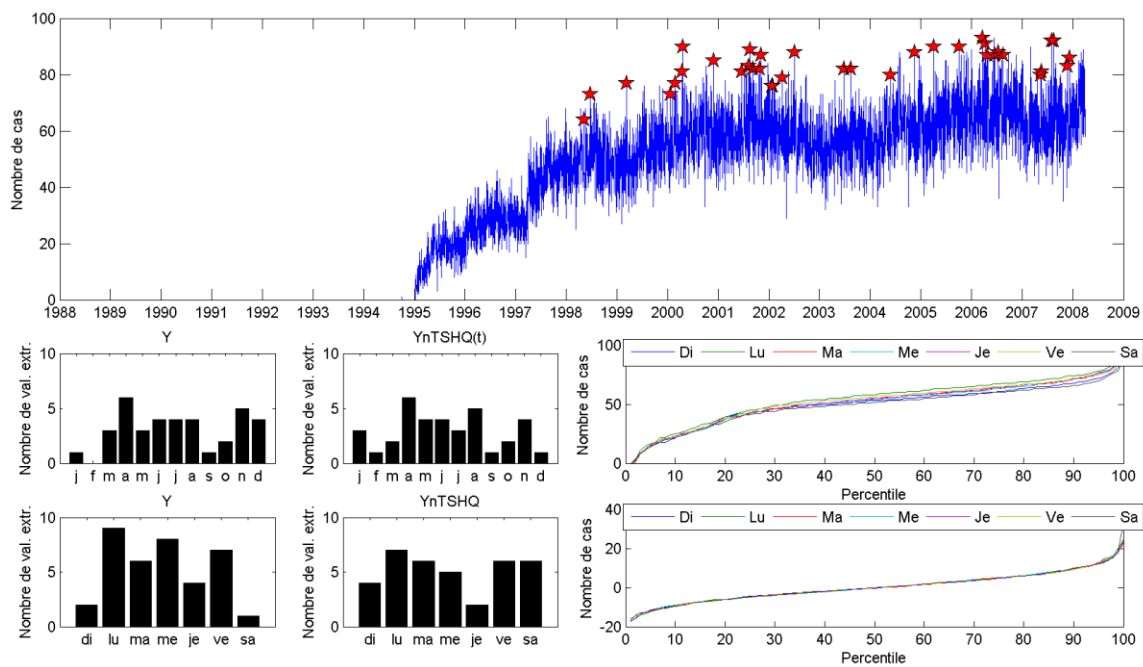 100
80
60
40
20
0
Nombre de cas
1988 1989 1990 1991 1992 1993 1994 1995 1996 1997 1998 1999 2000 2001 2002 2003 2004 2005 2006 2007 2008 2009
Y
10
5
0
Nombre de val. extr.
j f m a m j j a s o n d
YnTSHQ(t)
10
5
0
Nombre de val. extr.
j f m a m j j a s o n d
100
50
0
Nombre de cas
Di Lu Ma Me Je Ve Sa
0 10 20 30 40 50 60 70 80 90 100
Percentile
Y
10
5
0
Nombre de val. extr.
di lu ma me je ve sa
YnTSHQ
10
5
0
Nombre de val. extr.
di lu ma me je ve sa
40
20
0
-20
Nombre de cas
Di Lu Ma Me Je Ve Sa
0 10 20 30 40 50 60 70 80 90 100
Percentile